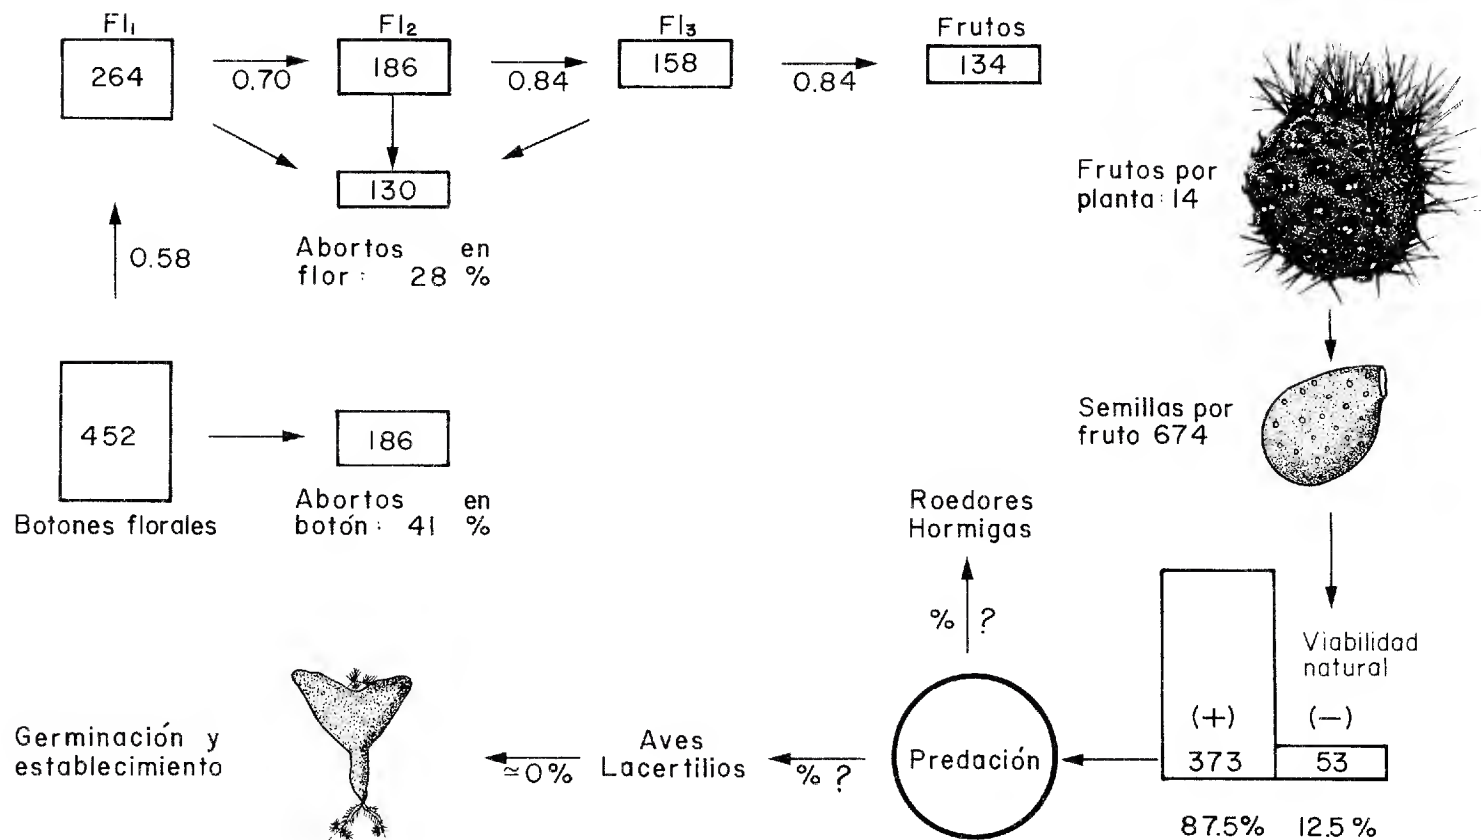 Fl₁
264
0.70
Fl₂
186
0.84
Fl₃
158
0.84
Frutos
134
130
Abortos en
flor: 28 %
0.58
452
Botones florales
186
Abortos en
botón: 41 %
Frutos por
planta: 14
Semillas por
fruto 674
Viabilidad
natural
(+)
(−)
373
53
87.5%
12.5%
Predación
% ?
Roedores
Hormigas
% ?
Aves
Lacertilios
≃0%
Germinación y
establecimiento